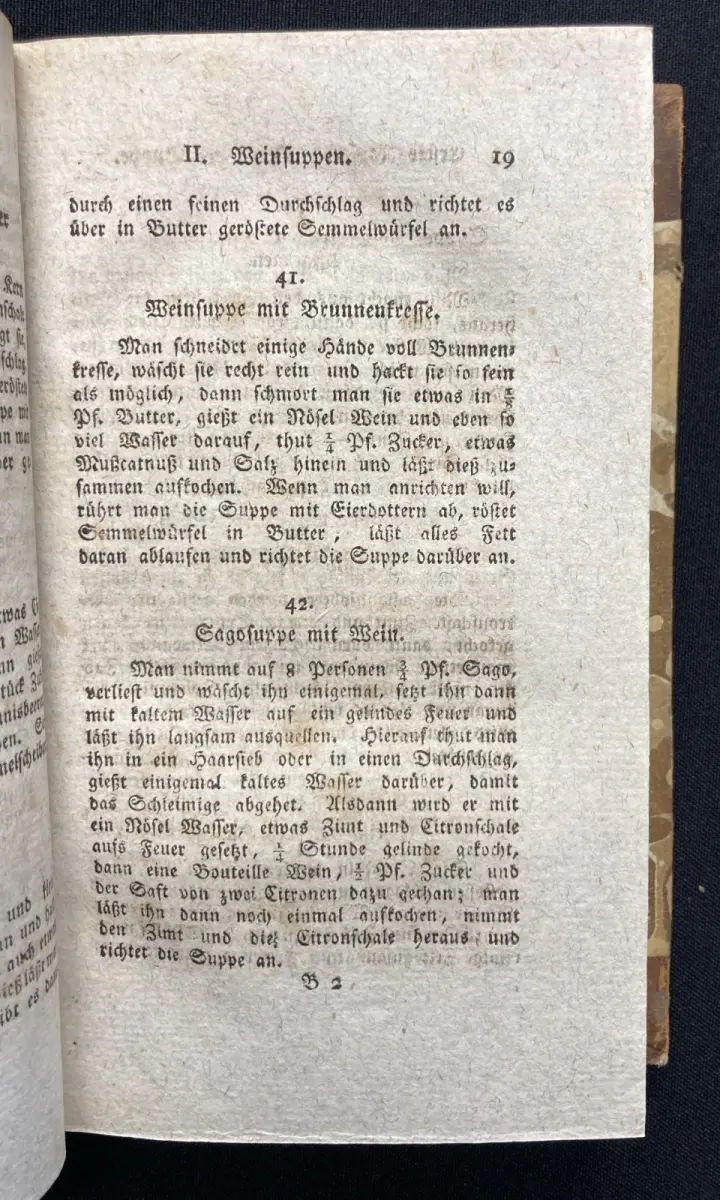 II. Weinsuppen. 19
durch einen feinen Durchschlag und richtet es
über in Butter geröstete Semmelwürfel an.
41.
Weinsuppe mit Brunnenkresse.
Man schneidet einige Hände voll Brunnen-
kresse, wäscht sie recht rein und hackt sie so fein
als möglich, dann schmort man sie etwas in ⅛
Pf. Butter, gießt ein Nösel Wein und eben so
viel Wasser darauf, thut ¼ Pf. Zucker, etwas
Mußcatnuß und Salz hinein und läßt dieß zu-
sammen aufkochen. Wenn man anrichten will,
rührt man die Suppe mit Eierdottern ab, röstet
Semmelwürfel in Butter, läßt alles Fett
daran ablaufen und richtet die Suppe darüber an.
42.
Sagosuppe mit Wein.
Man nimmt auf 8 Personen ¾ Pf. Sago,
verliest und wäscht ihn einigemal, setzt ihn dann
mit kaltem Wasser auf ein gelindes Feuer und
läßt ihn langsam ausquellen. Hierauf thut man
ihn in ein Haarsieb oder in einen Durchschlag,
gießt einigemal kaltes Wasser darüber, damit
das Schleimige abgehet. Alsdann wird er mit
ein Nösel Wasser, etwas Zimt und Citronschale
aufs Feuer gesetzt, ¼ Stunde gelinde gekocht,
dann eine Bouteille Wein, ½ Pf. Zucker und
der Saft von zwei Citronen dazu gethan; man
läßt ihn dann noch einmal aufkochen, nimmt
den Zimt und die Citronschale heraus und
richtet die Suppe an.
B 2